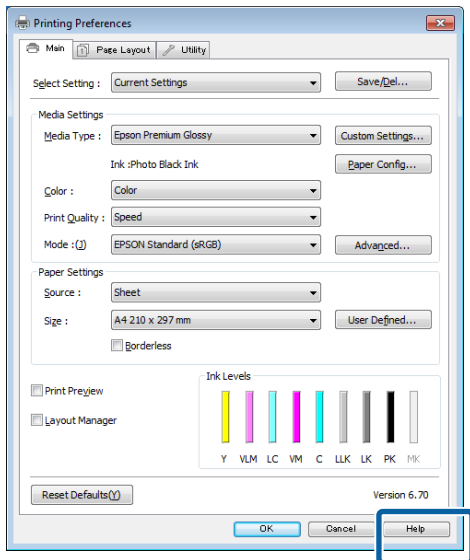 Printing Preferences
Main Page Layout Utility
Select Setting : Current Settings Save/Del...
Media Settings
Media Type : Epson Premium Glossy Custom Settings...
Ink :Photo Black Ink Paper Config...
Color : Color
Print Quality : Speed
Mode :(J) EPSON Standard (sRGB) Advanced...
Paper Settings
Source : Sheet
Size : A4 210 x 297 mm User Defined...
Borderless
Ink Levels
Print Preview
Layout Manager
Y VLM LC VM C LLK LK PK MK
Reset Defaults(Y) Version 6.70
OK Cancel Help